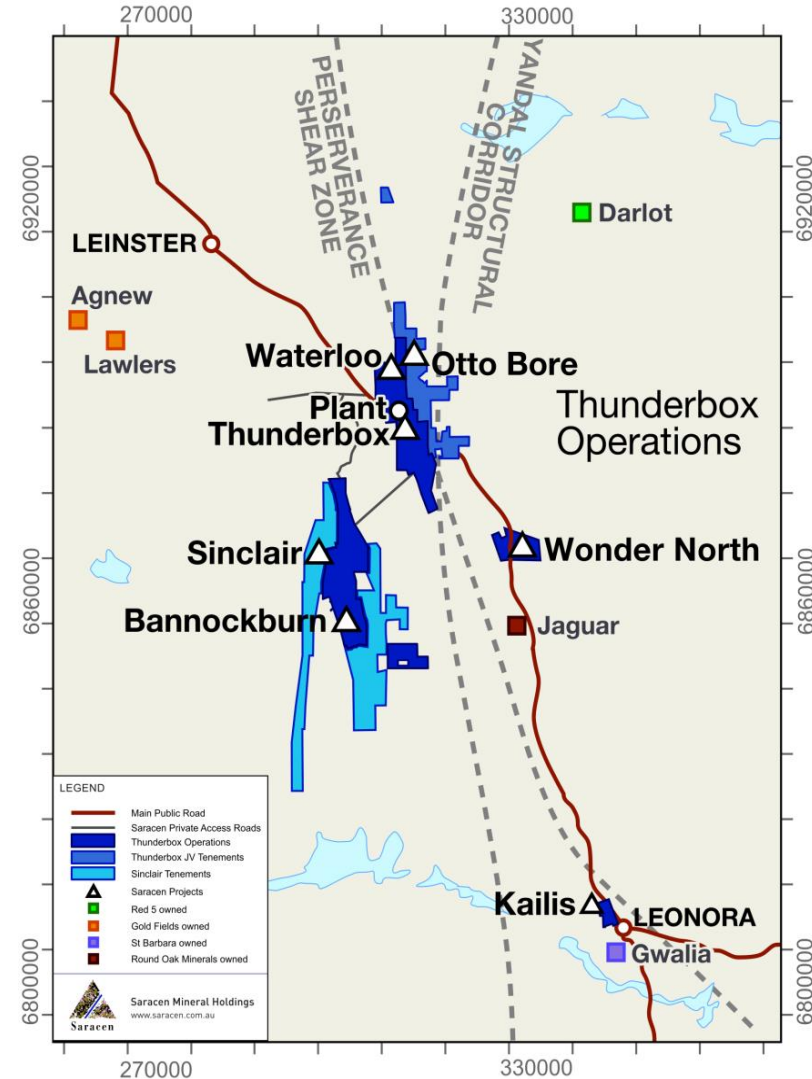 270000
330000
PERSERVERANCE
SHEAR ZONE
YANDAL STRUCTURAL
CORRIDOR
6920000
6920000
Darlot
LEINSTER
Agnew
Lawlers
Waterloo
Otto Bore
Plant
Thunderbox
Thunderbox
Operations
Sinclair
Wonder North
6860000
6860000
Bannockburn
Jaguar
LEGEND
Main Public Road
Saracen Private Access Roads
Thunderbox Operations
Thunderbox JV Tenements
Sinclair Tenements
Saracen Projects
Red 5 owned
Gold Fields owned
St Barbara owned
Round Oak Minerals owned
Kailis
LEONORA
Gwalia
6800000
6800000
Saracen
Saracen Mineral Holdings
www.saracen.com.au
270000
330000